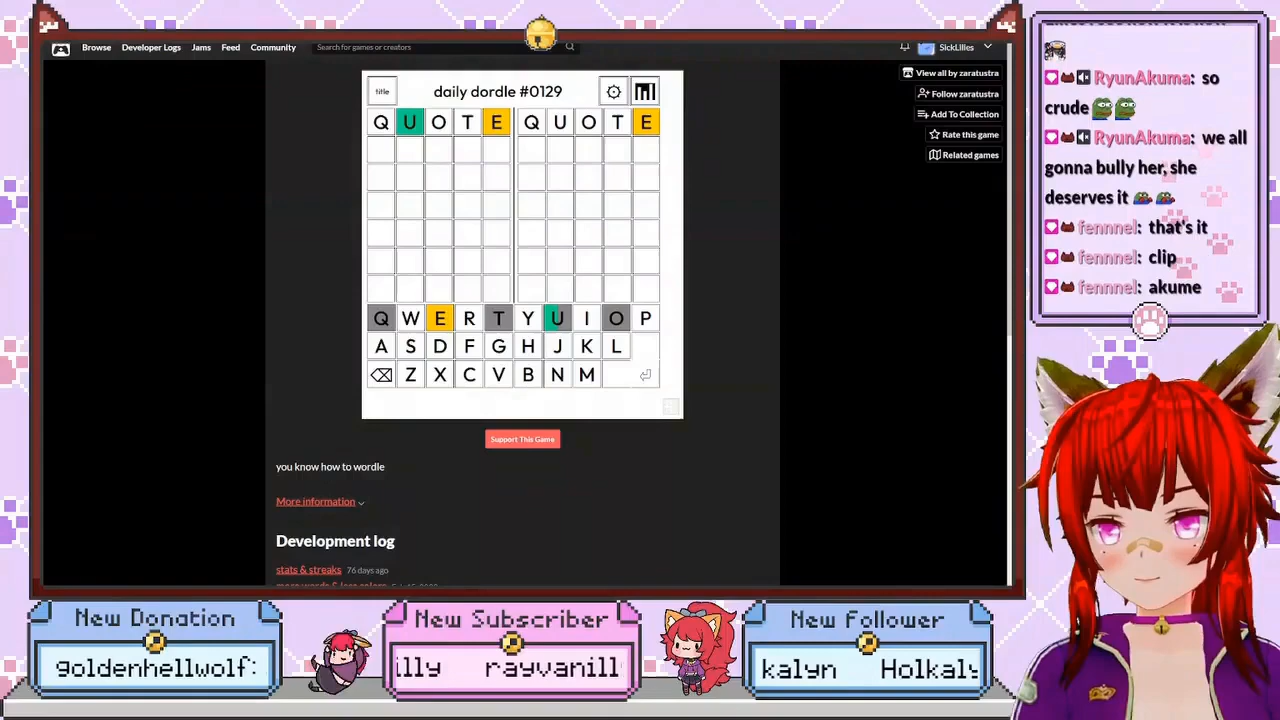 Browse Developer Logs Jams Feed Community Search for games or creators SickLilles
View all by zaratustra
Follow zaratustra
Add To Collection
Rate this game
Related games
title daily dordle #0129
Q U O T E Q U O T E
Q W E R T Y U I O P
A S D F G H J K L
Z X C V B N M
Support This Game
you know how to wordle
More information
Development log
stats & streaks 76 days ago
RyunAkuma: so
crude
RyunAkuma: we all
gonna bully her, she
deserves it
fennnel: that's it
fennnel: clip
fennnel: akume
New Donation
goldenhellwolf:
New Subscriber
illy rayvanill
New Follower
kalyn Holkaly